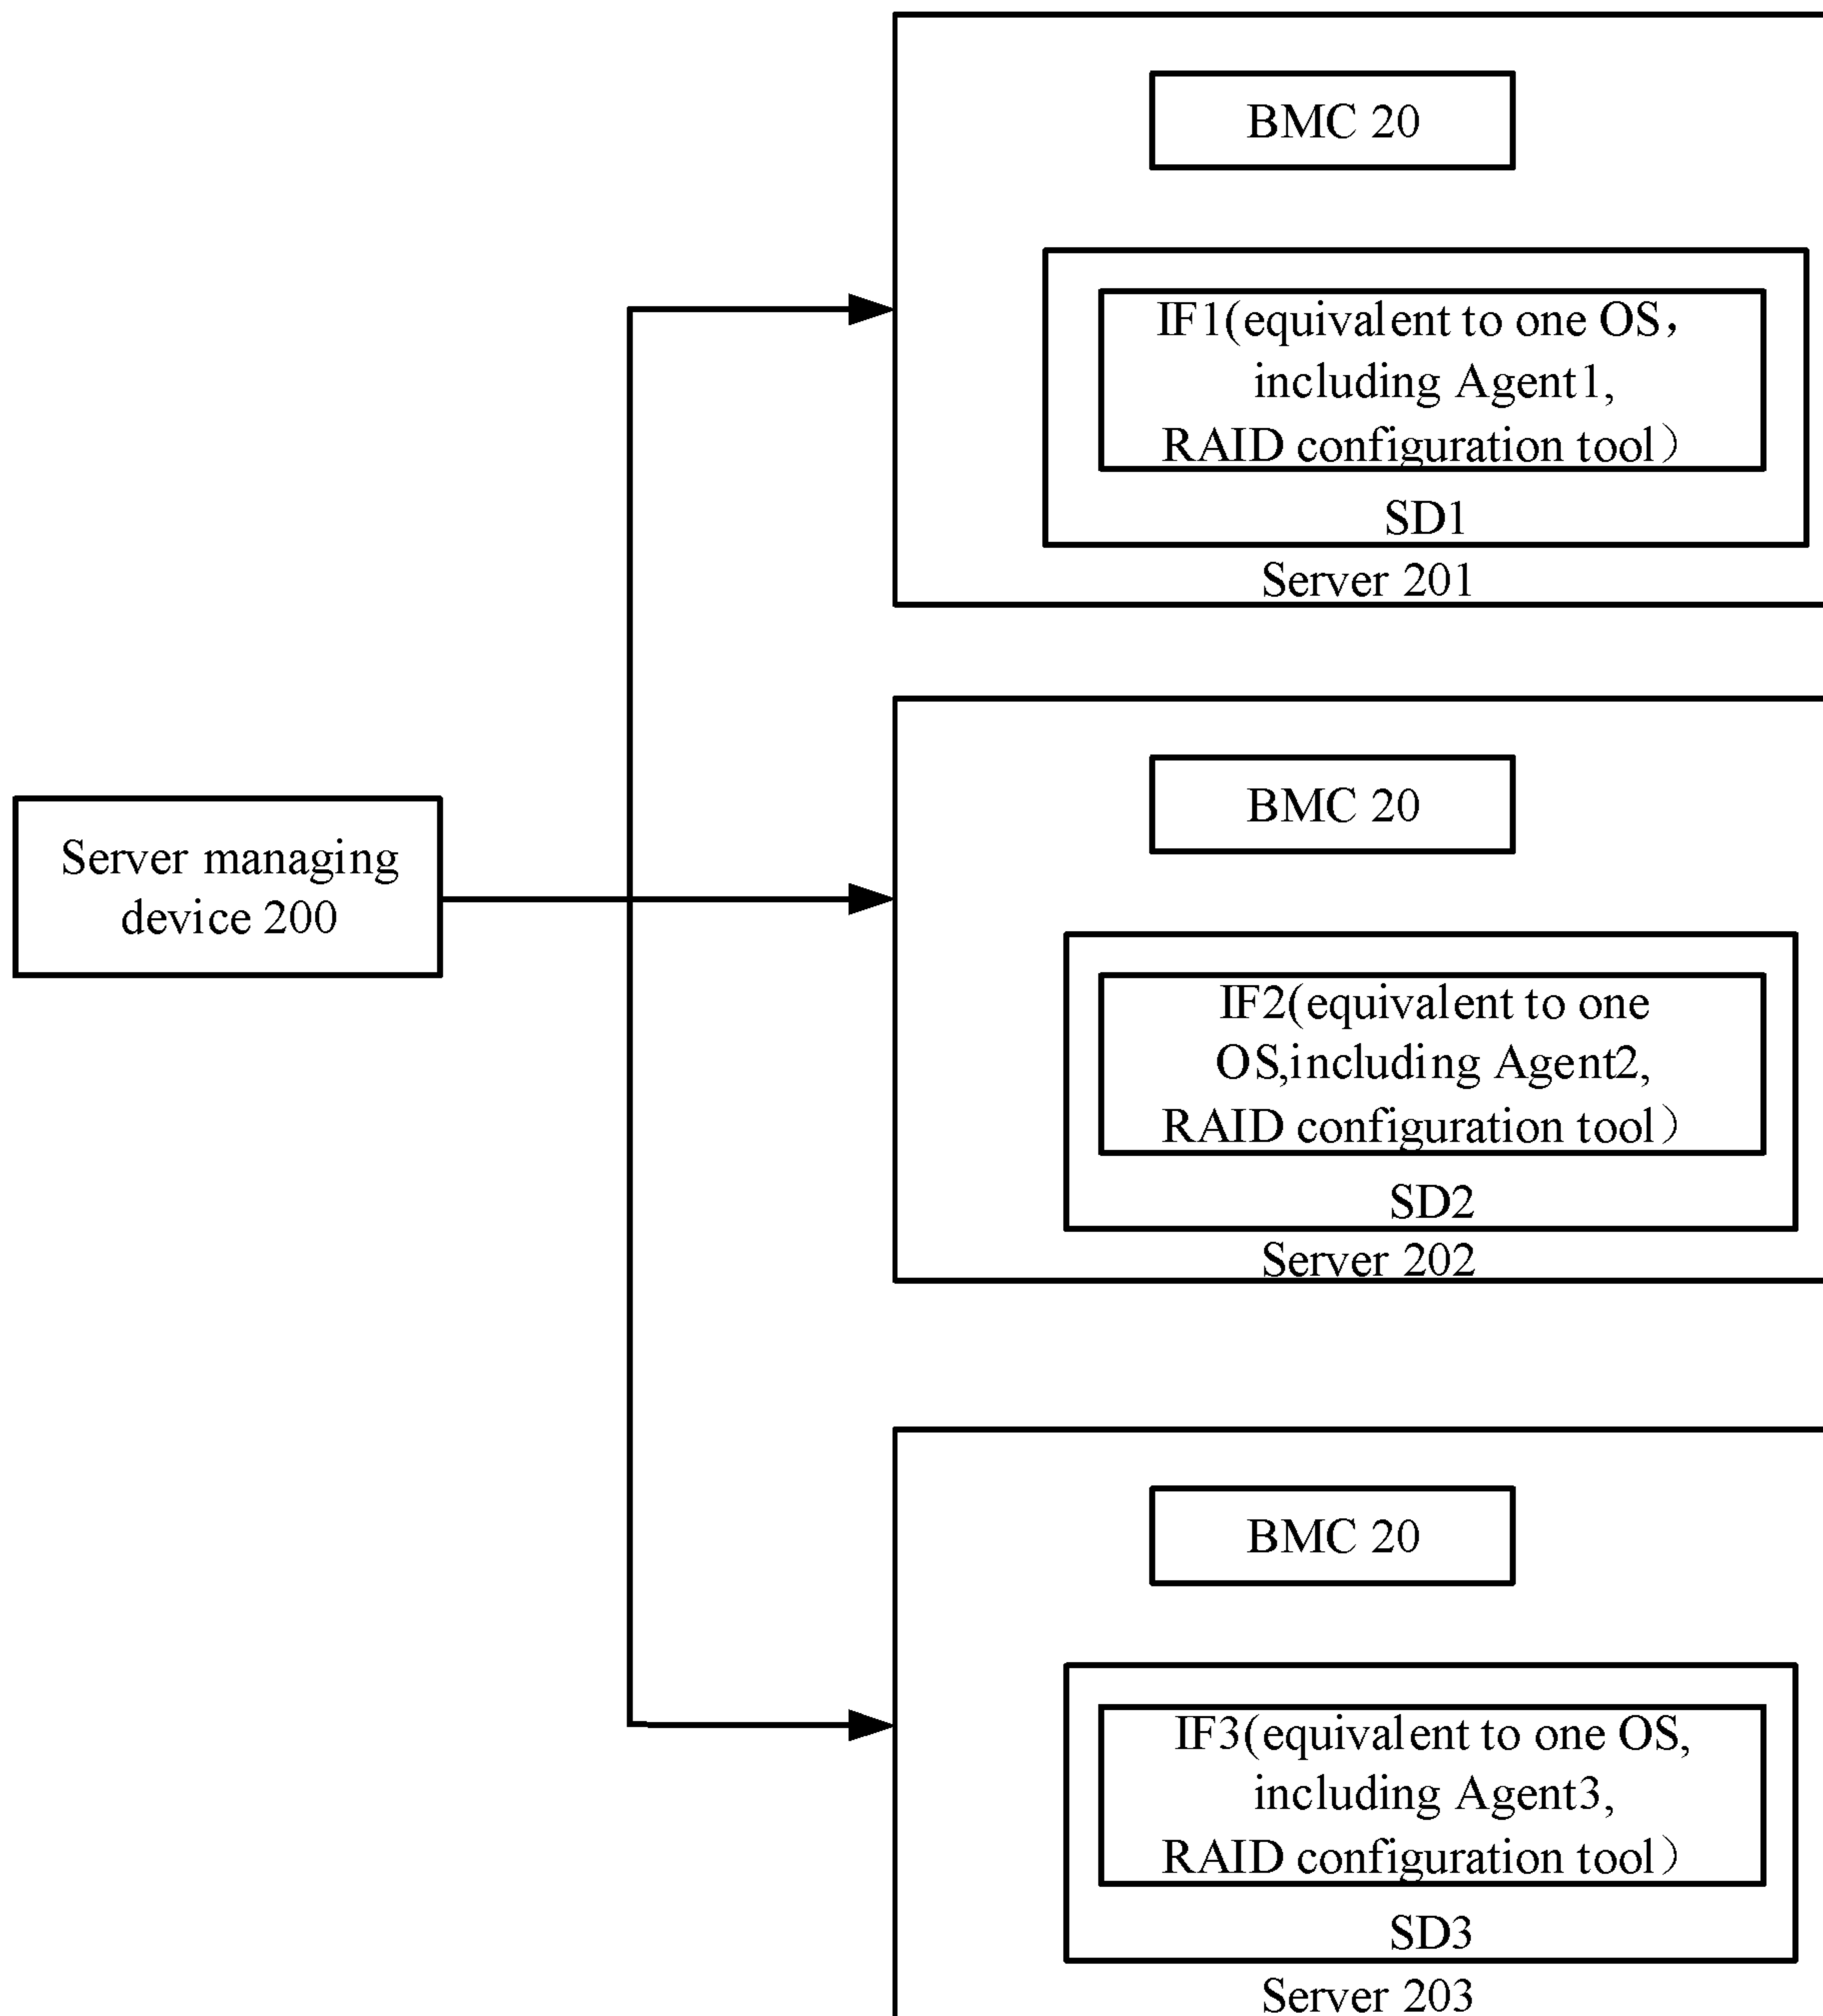 BMC 20
IF1(equivalent to one OS，
including Agent1,
RAID configuration tool）
SD1
Server 201
Server managing
device 200
BMC 20
IF2(equivalent to one
OS,including Agent2,
RAID configuration tool）
SD2
Server 202
BMC 20
IF3(equivalent to one OS,
including Agent3,
RAID configuration tool）
SD3
Server 203